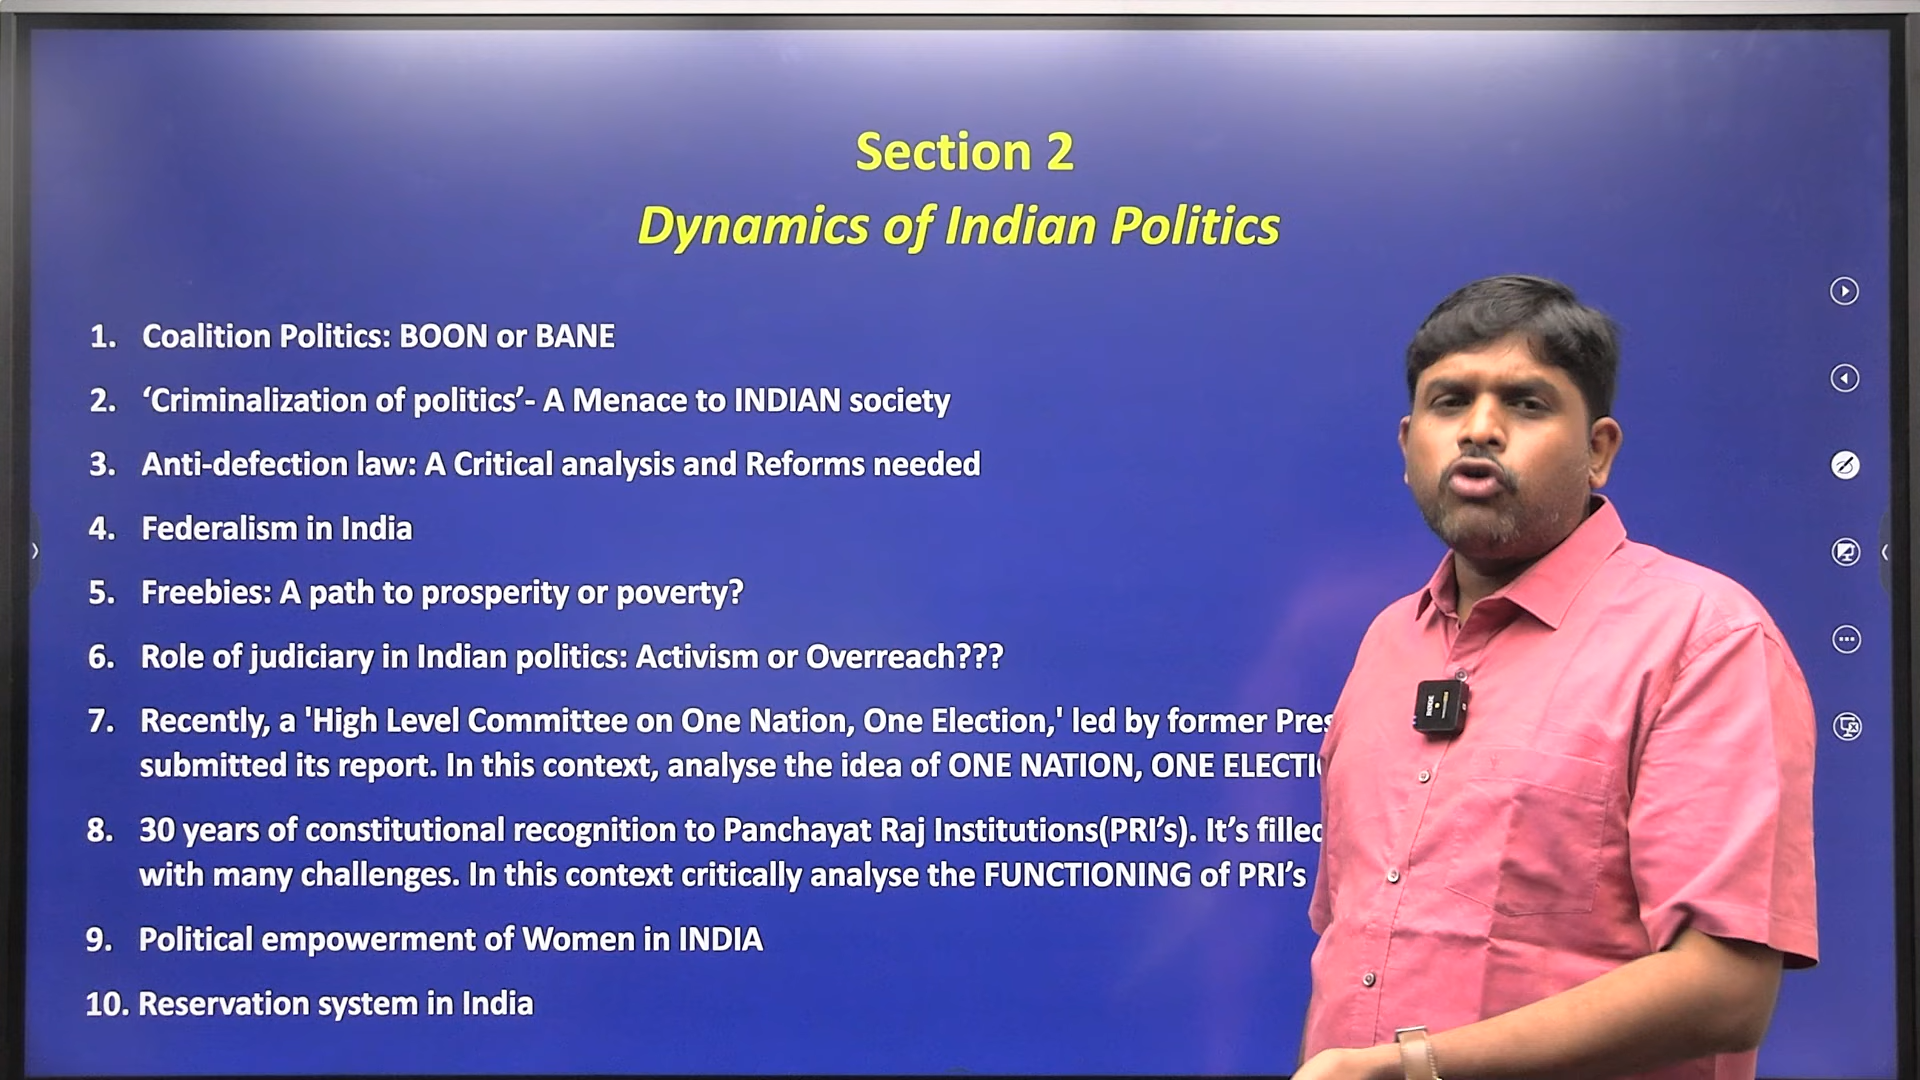 Section 2
Dynamics of Indian Politics
1. Coalition Politics: BOON or BANE
2. ‘Criminalization of politics’- A Menace to INDIAN society
3. Anti-defection law: A Critical analysis and Reforms needed
4. Federalism in India
5. Freebies: A path to prosperity or poverty?
6. Role of judiciary in Indian politics: Activism or Overreach???
7. Recently, a 'High Level Committee on One Nation, One Election,' led by former
submitted its report. In this context, analyse the idea of ONE NATION, ONE
8. 30 years of constitutional recognition to Panchayat Raj Institutions(PRI’s). It’s filled
with many challenges. In this context critically analyse the FUNCTIONING of PRI’s
9. Political empowerment of Women in INDIA
10. Reservation system in India